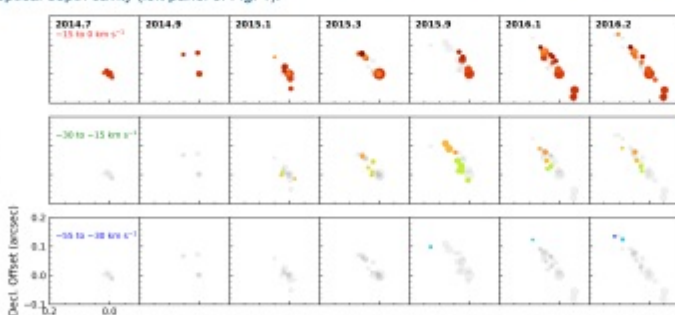 2014.7 2014.9 2015.1 2015.3 2015.9 2016.1 2016.2
−15 to 0 km s⁻¹
−30 to −15 km s⁻¹
−55 to −30 km s⁻¹
0.2
0.1
0.0
−0.1
Decl. Offset (arcsec)
0.2 0.0